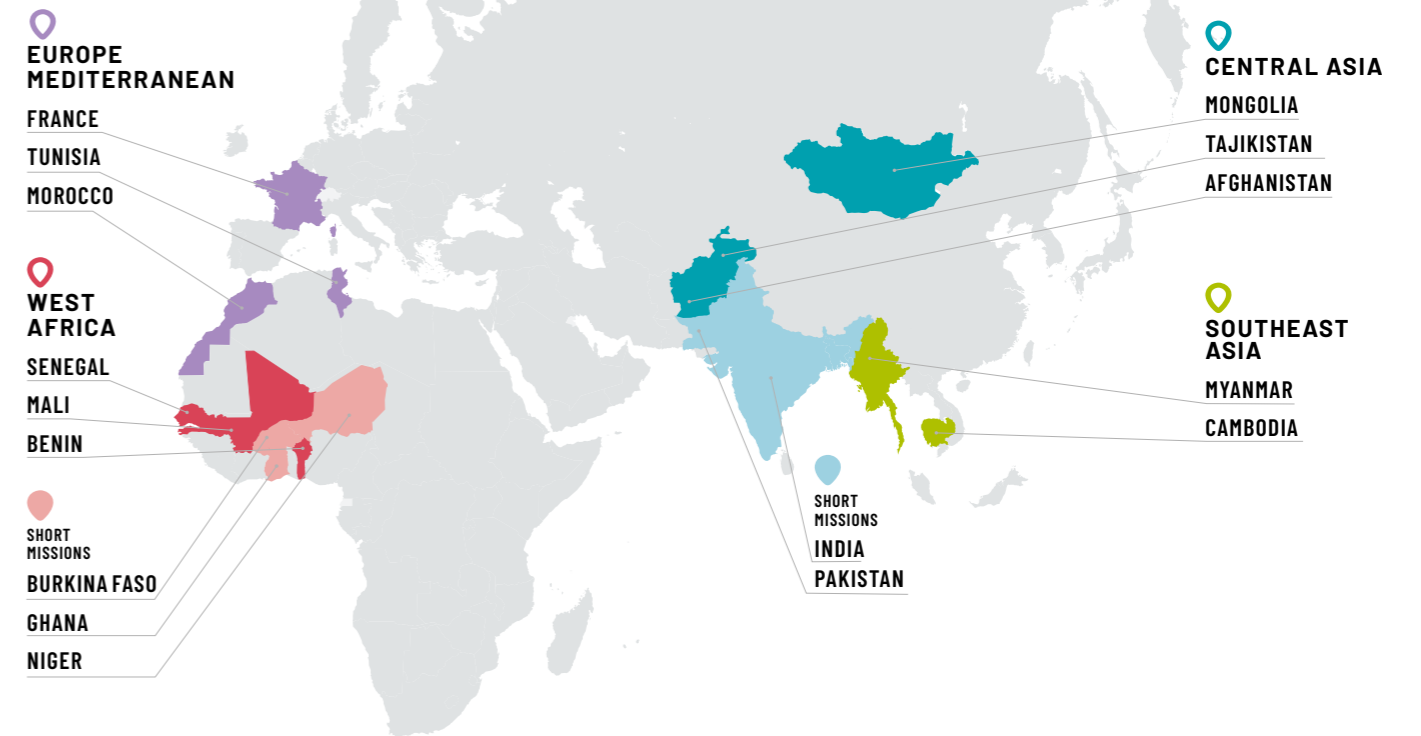 EUROPE
MEDITERRANEAN
FRANCE
TUNISIA
MOROCCO
WEST
AFRICA
SENEGAL
MALI
BENIN
SHORT
MISSIONS
BURKINA FASO
GHANA
NIGER
CENTRAL ASIA
MONGOLIA
TAJIKISTAN
AFGHANISTAN
SOUTHEAST
ASIA
MYANMAR
CAMBODIA
SHORT
MISSIONS
INDIA
PAKISTAN